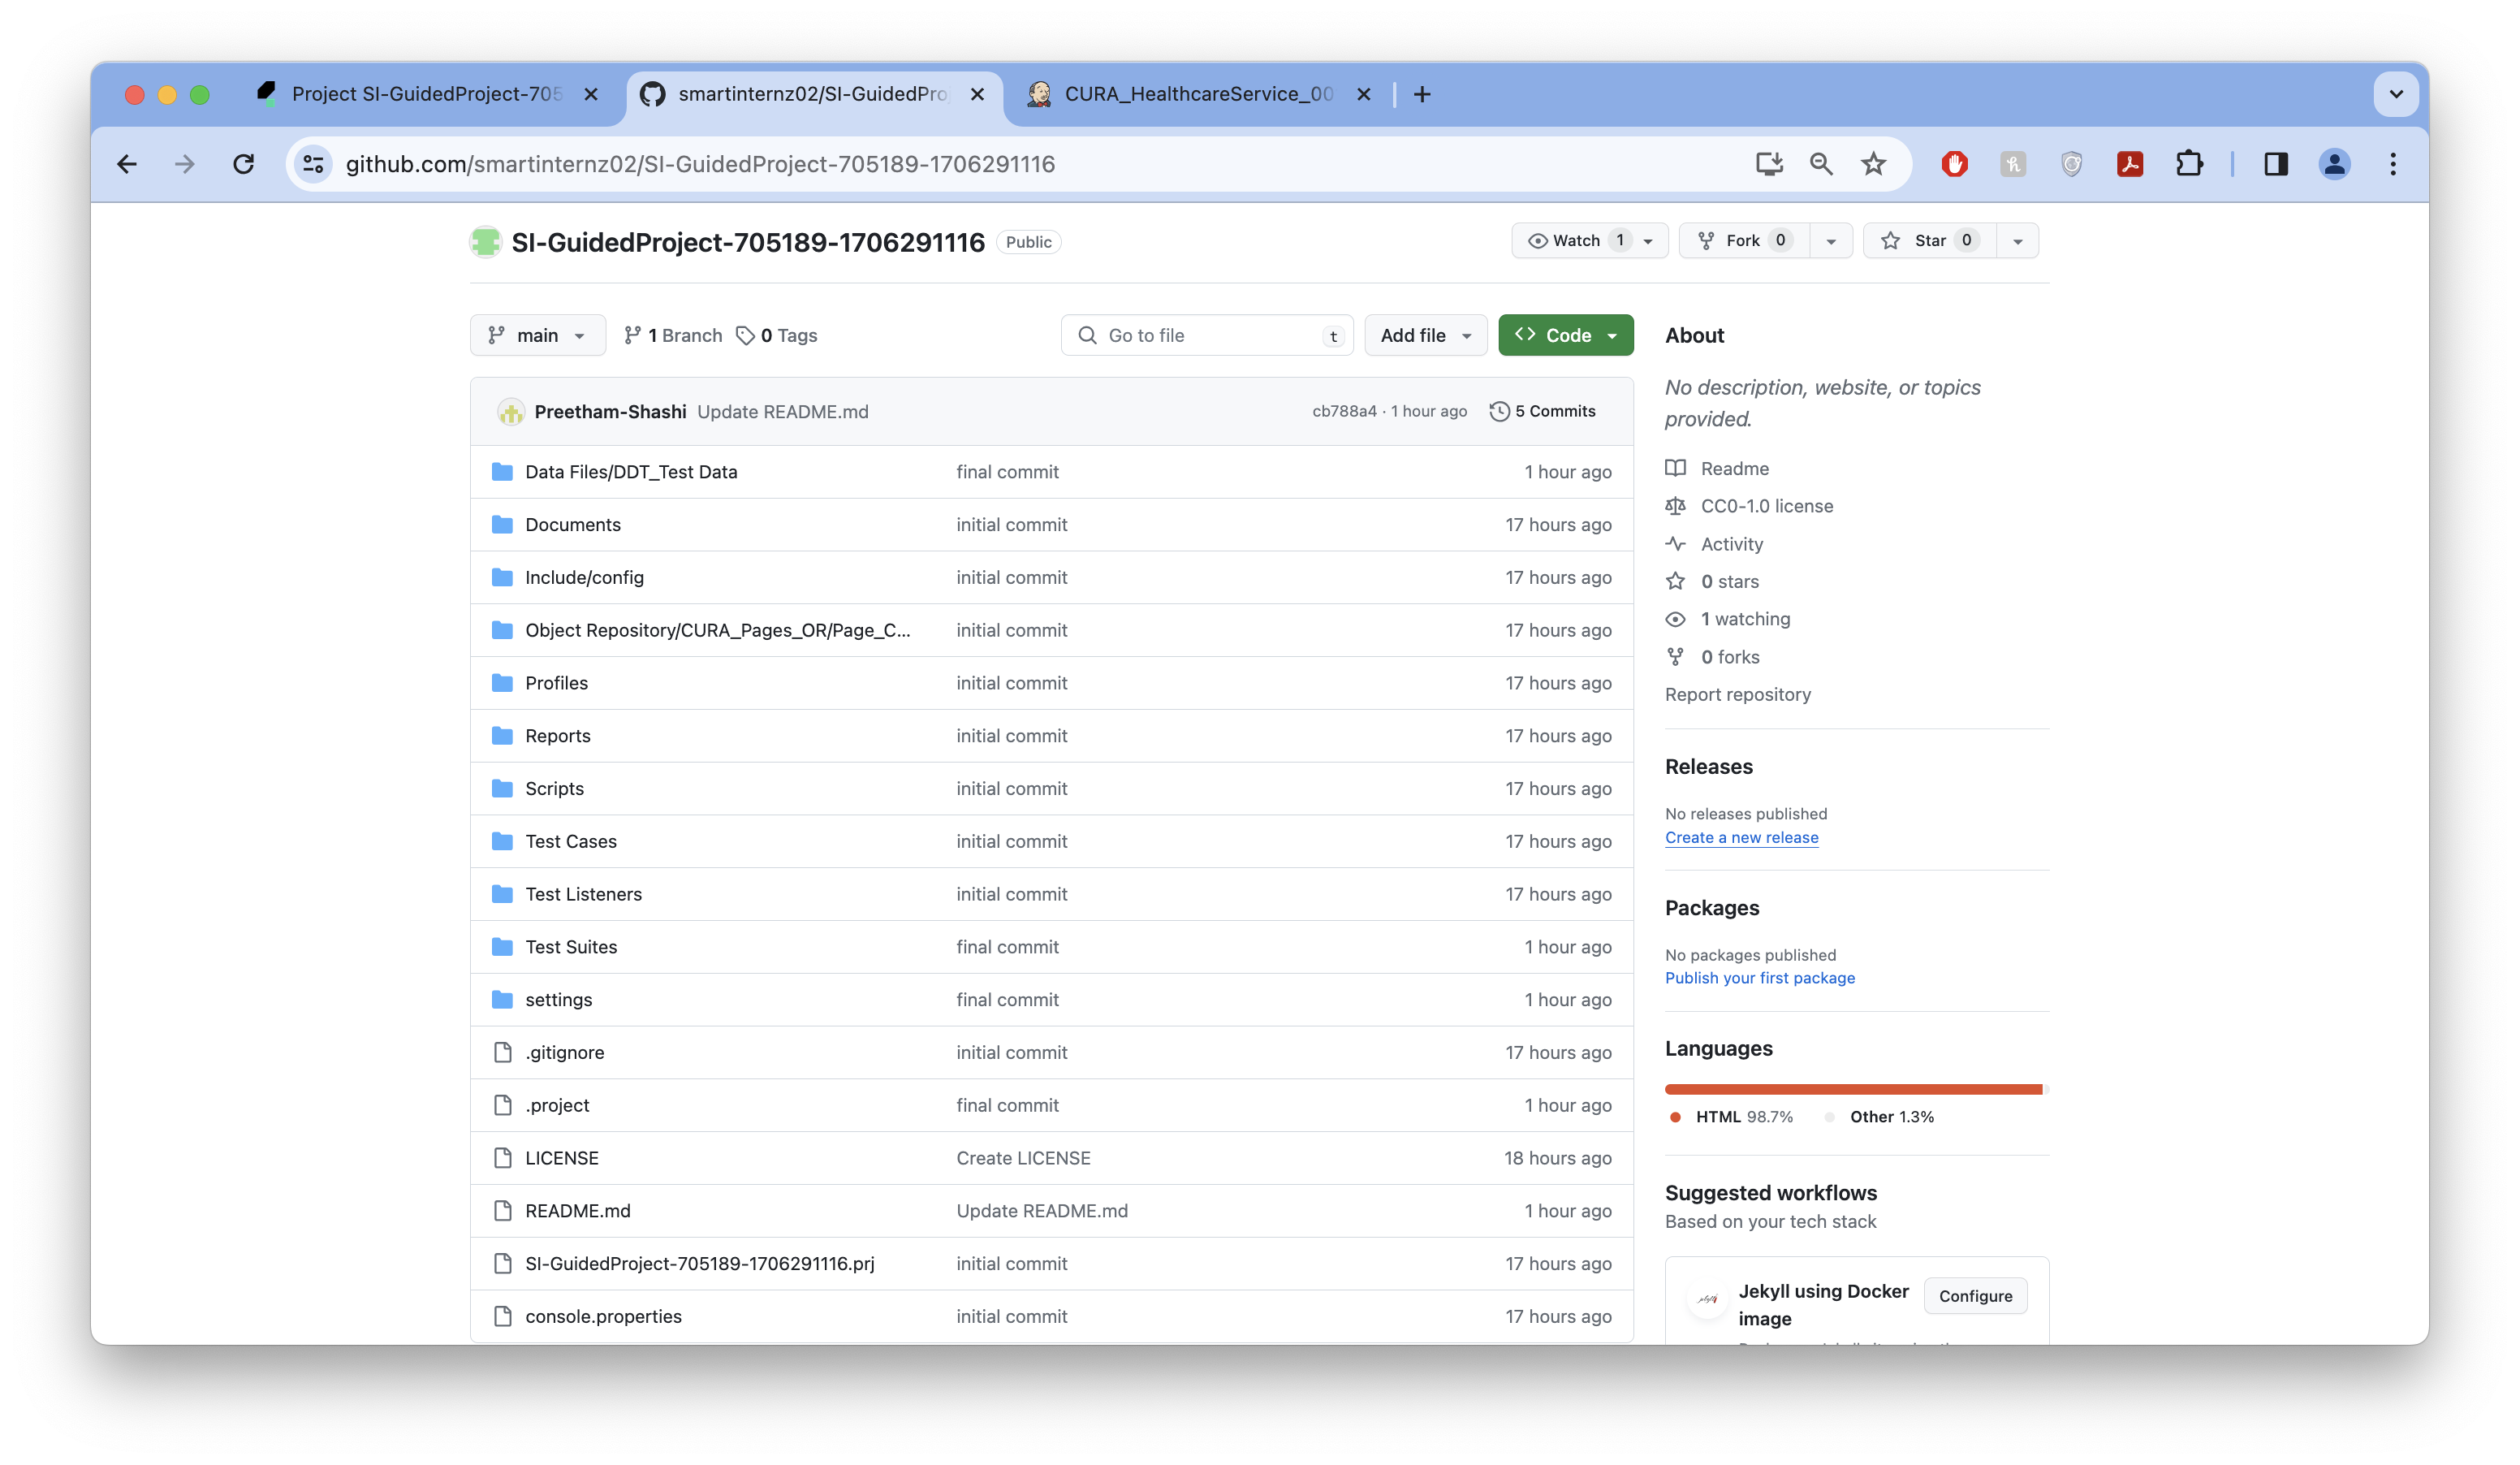 Project SI-GuidedProject-705
smartinternz02/SI-GuidedPro
CURA_HealthcareService_00
github.com/smartinternz02/SI-GuidedProject-705189-1706291116
SI-GuidedProject-705189-1706291116 Public
Watch 1
Fork 0
Star 0
main
1 Branch
0 Tags
Go to file t
Add file
Code
Preetham-Shashi Update README.md cb788a4 · 1 hour ago 5 Commits
Data Files/DDT_Test Data final commit 1 hour ago
Documents initial commit 17 hours ago
Include/config initial commit 17 hours ago
Object Repository/CURA_Pages_OR/Page_C... initial commit 17 hours ago
Profiles initial commit 17 hours ago
Reports initial commit 17 hours ago
Scripts initial commit 17 hours ago
Test Cases initial commit 17 hours ago
Test Listeners initial commit 17 hours ago
Test Suites final commit 1 hour ago
settings final commit 1 hour ago
.gitignore initial commit 17 hours ago
.project final commit 1 hour ago
LICENSE Create LICENSE 18 hours ago
README.md Update README.md 1 hour ago
SI-GuidedProject-705189-1706291116.prj initial commit 17 hours ago
console.properties initial commit 17 hours ago
About
No description, website, or topics
provided.
Readme
CC0-1.0 license
Activity
0 stars
1 watching
0 forks
Report repository
Releases
No releases published
Create a new release
Packages
No packages published
Publish your first package
Languages
HTML 98.7% Other 1.3%
Suggested workflows
Based on your tech stack
Jekyll using Docker
image
Configure